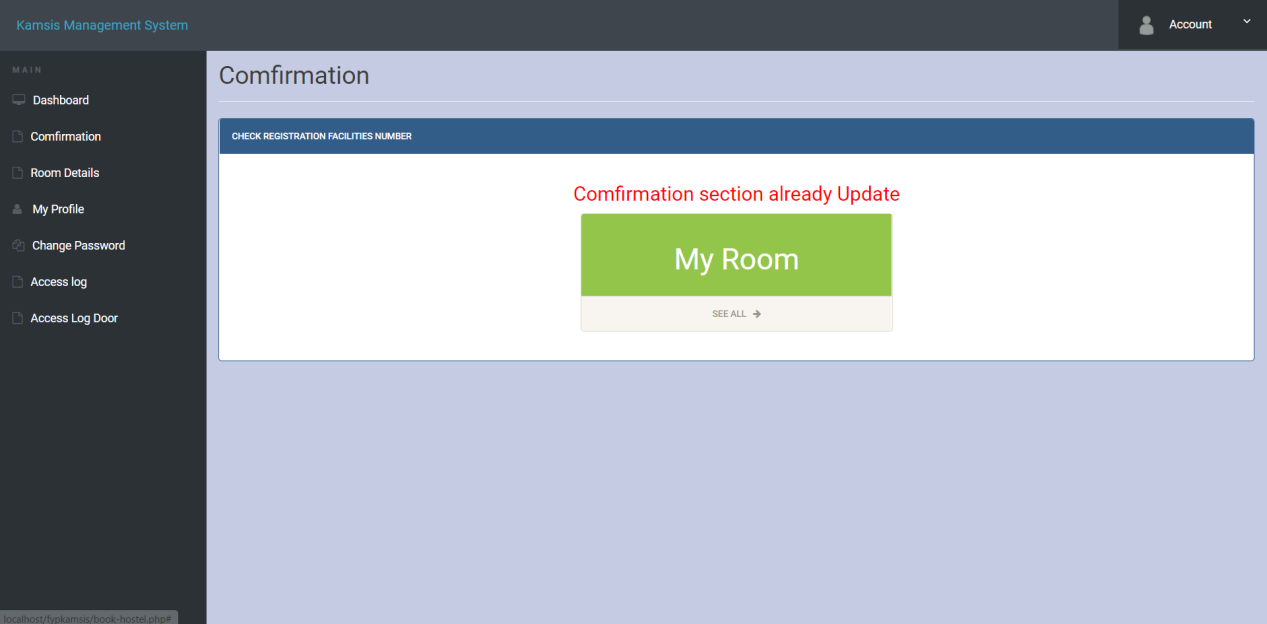 Kamsis Management System
Account
MAIN
Dashboard
Comfirmation
Room Details
My Profile
Change Password
Access log
Access Log Door
Comfirmation
CHECK REGISTRATION FACILITIES NUMBER
Comfirmation section already Update
My Room
SEE ALL
localhost/fypkamsis/book-hostel.php#